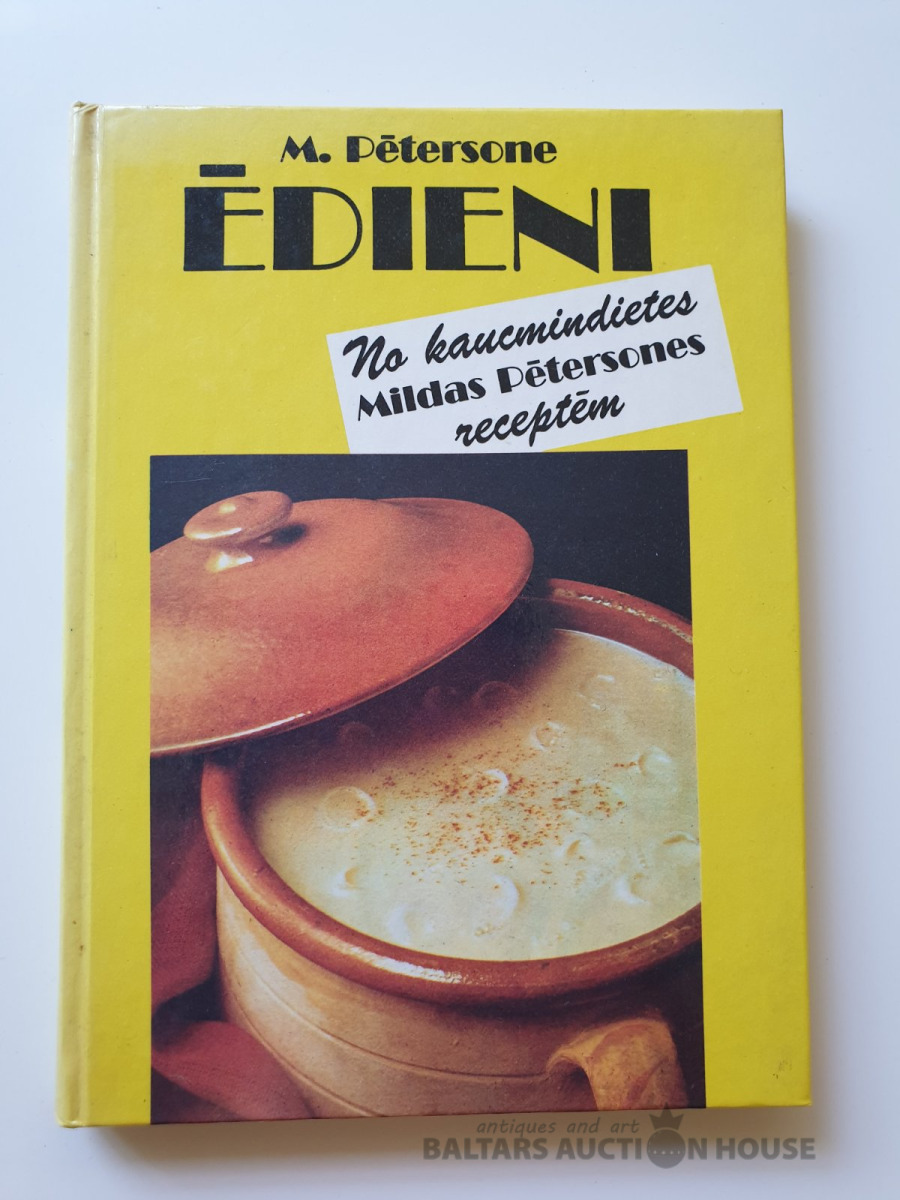 M. Pētersone
ĒDIENI
No kaucmindietes
Mildas Pētersones
receptēm
antiques and art
BALTARS AUCTION HOUSE